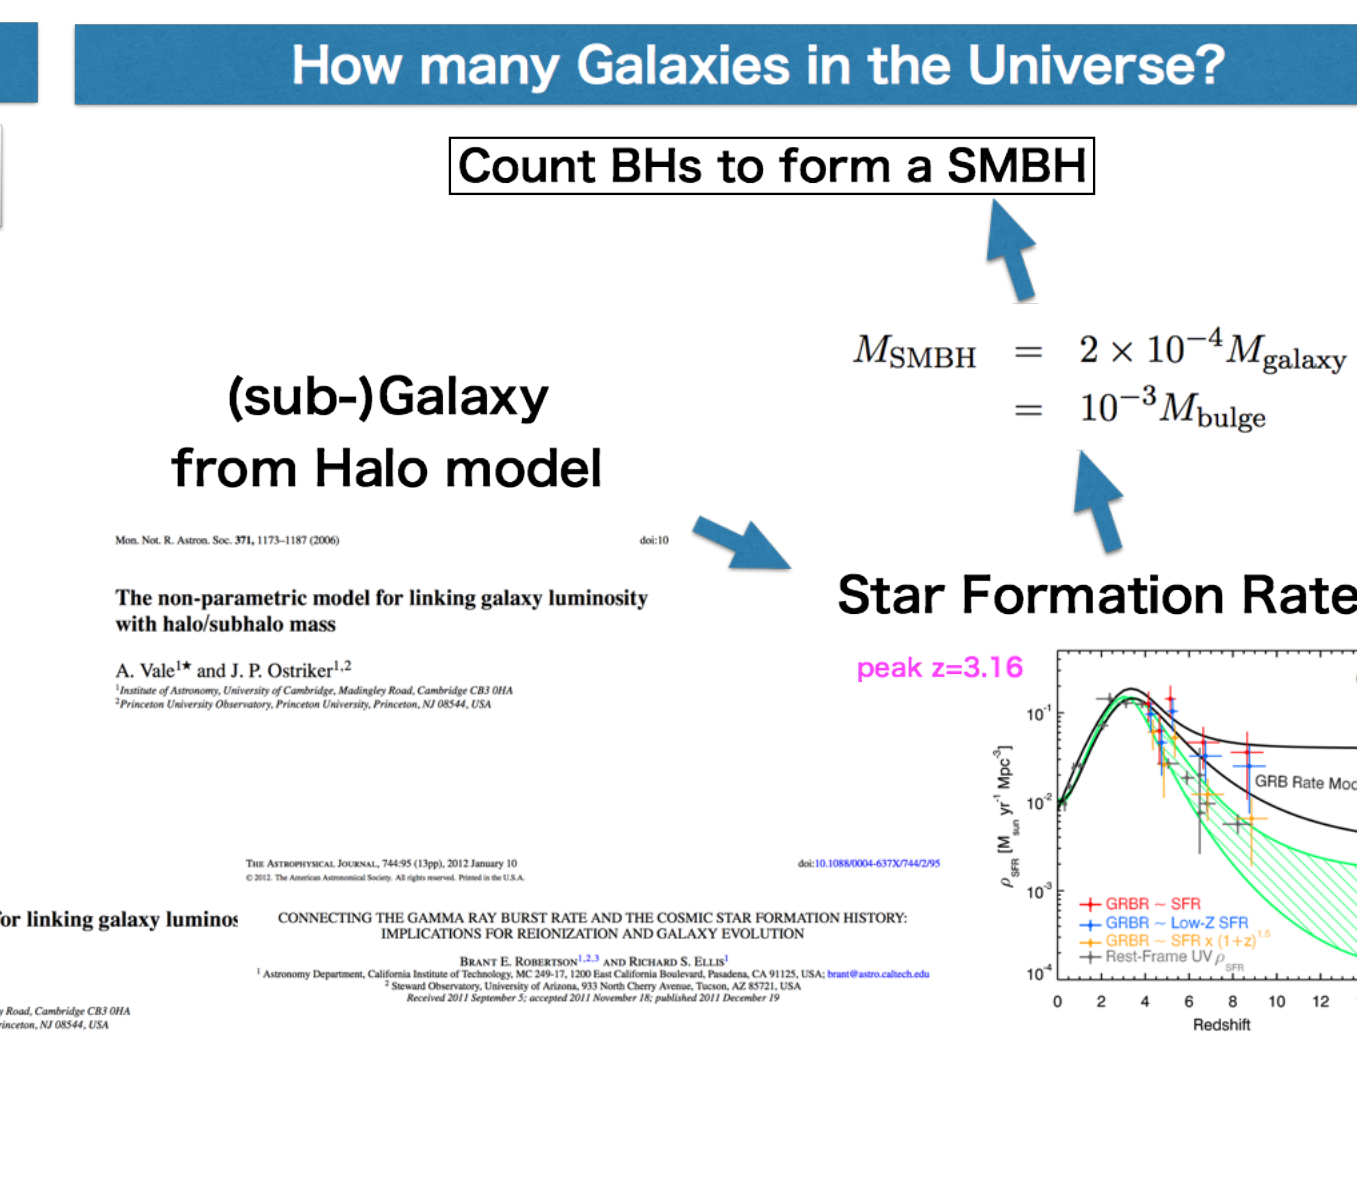 How many Galaxies in the Universe?
Count BHs to form a SMBH
M_SMBH = 2 × 10^−4 M_galaxy
= 10^−3 M_bulge
(sub-)Galaxy
from Halo model
Mon. Not. R. Astron. Soc. 371, 1173–1187 (2006) doi:10
The non-parametric model for linking galaxy luminosity
with halo/subhalo mass
A. Vale1★ and J. P. Ostriker1,2
1Institute of Astronomy, University of Cambridge, Madingley Road, Cambridge CB3 0HA
2Princeton University Observatory, Princeton University, Princeton, NJ 08544, USA
Star Formation Rate
peak z=3.16
10^-1
10^-2
10^-3
10^-4
ρ_SFR [M_sun yr^-1 Mpc^-3]
GRB Rate Moc
GRBR ~ SFR
GRBR ~ Low-Z SFR
GRBR ~ SFR x (1+z)^1.5
Rest-Frame UV ρ_SFR
0 2 4 6 8 10 12
Redshift
THE ASTROPHYSICAL JOURNAL, 744:95 (13pp), 2012 January 10 doi:10.1088/0004-637X/744/2/95
© 2012. The American Astronomical Society. All rights reserved. Printed in the U.S.A.
CONNECTING THE GAMMA RAY BURST RATE AND THE COSMIC STAR FORMATION HISTORY:
IMPLICATIONS FOR REIONIZATION AND GALAXY EVOLUTION
BRANT E. ROBERTSON1,2,3 AND RICHARD S. ELLIS1
1 Astronomy Department, California Institute of Technology, MC 249-17, 1200 East California Boulevard, Pasadena, CA 91125, USA; brant@astro.caltech.edu
2 Steward Observatory, University of Arizona, 933 North Cherry Avenue, Tucson, AZ 85721, USA
Received 2011 September 5; accepted 2011 November 18; published 2011 December 19
or linking galaxy luminos
y Road, Cambridge CB3 0HA
rinceton, NJ 08544, USA